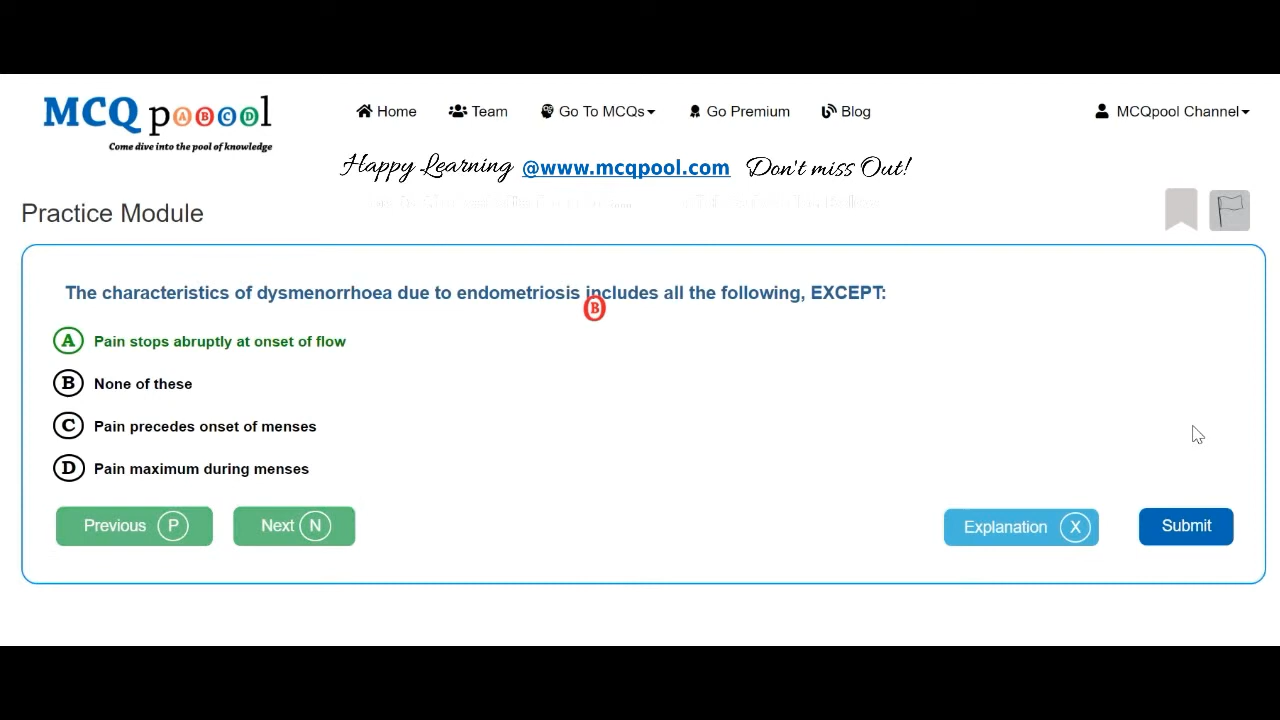 MCQ pooool
Come dive into the pool of knowledge
Home Team Go To MCQs Go Premium Blog MCQpool Channel
Happy Learning @www.mcqpool.com Don't miss Out!
Practice Module
The characteristics of dysmenorrhoea due to endometriosis includes all the following, EXCEPT:
B
A Pain stops abruptly at onset of flow
B None of these
C Pain precedes onset of menses
D Pain maximum during menses
Previous P Next N Explanation X Submit